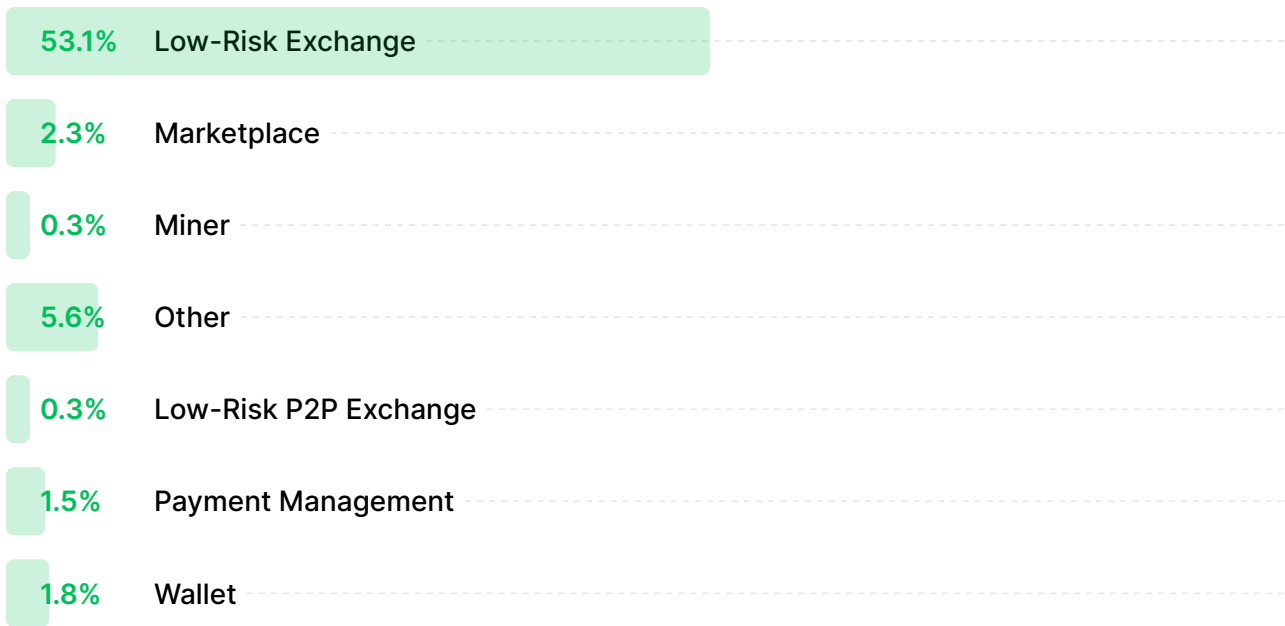 53.1% Low-Risk Exchange
2.3% Marketplace
0.3% Miner
5.6% Other
0.3% Low-Risk P2P Exchange
1.5% Payment Management
1.8% Wallet